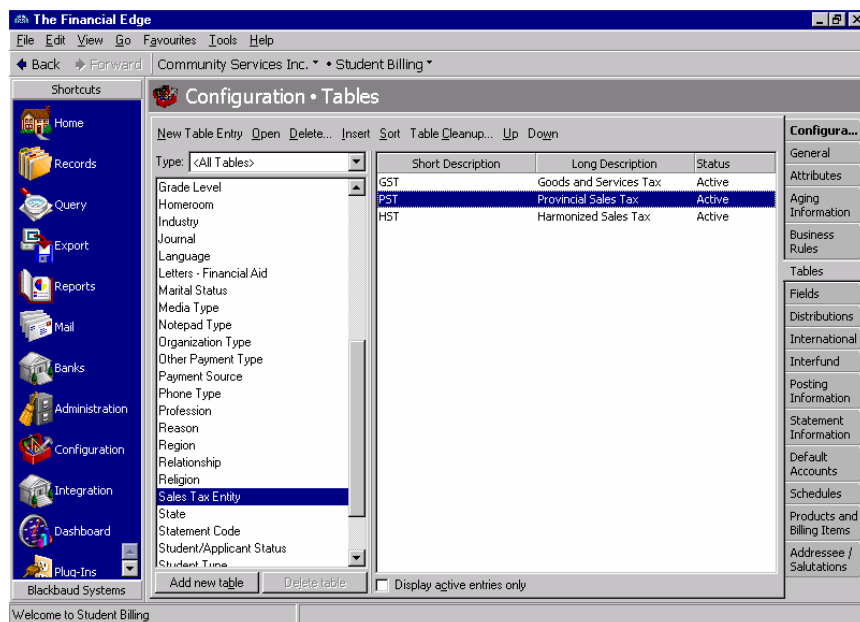 The Financial Edge
File Edit View Go Favourites Tools Help
Back Forward Community Services Inc. • Student Billing
Shortcuts
Home
Records
Query
Export
Reports
Mail
Banks
Administration
Configuration
Integration
Dashboard
Plug-Ins
Blackbaud Systems
Configuration • Tables
New Table Entry Open Delete... Insert Sort Table Cleanup... Up Down
Type: <All Tables>
Grade Level
Homeroom
Industry
Journal
Language
Letters - Financial Aid
Marital Status
Media Type
Notepad Type
Organization Type
Other Payment Type
Payment Source
Phone Type
Profession
Reason
Region
Relationship
Religion
Sales Tax Entity
State
Statement Code
Student/Applicant Status
Student Type
Add new table Delete table
Short Description Long Description Status
GST Goods and Services Tax Active
PST Provincial Sales Tax Active
HST Harmonized Sales Tax Active
Display active entries only
Configura...
General
Attributes
Aging
Information
Business
Rules
Tables
Fields
Distributions
International
Interfund
Posting
Information
Statement
Information
Default
Accounts
Schedules
Products and
Billing Items
Addressee /
Salutations
Welcome to Student Billing